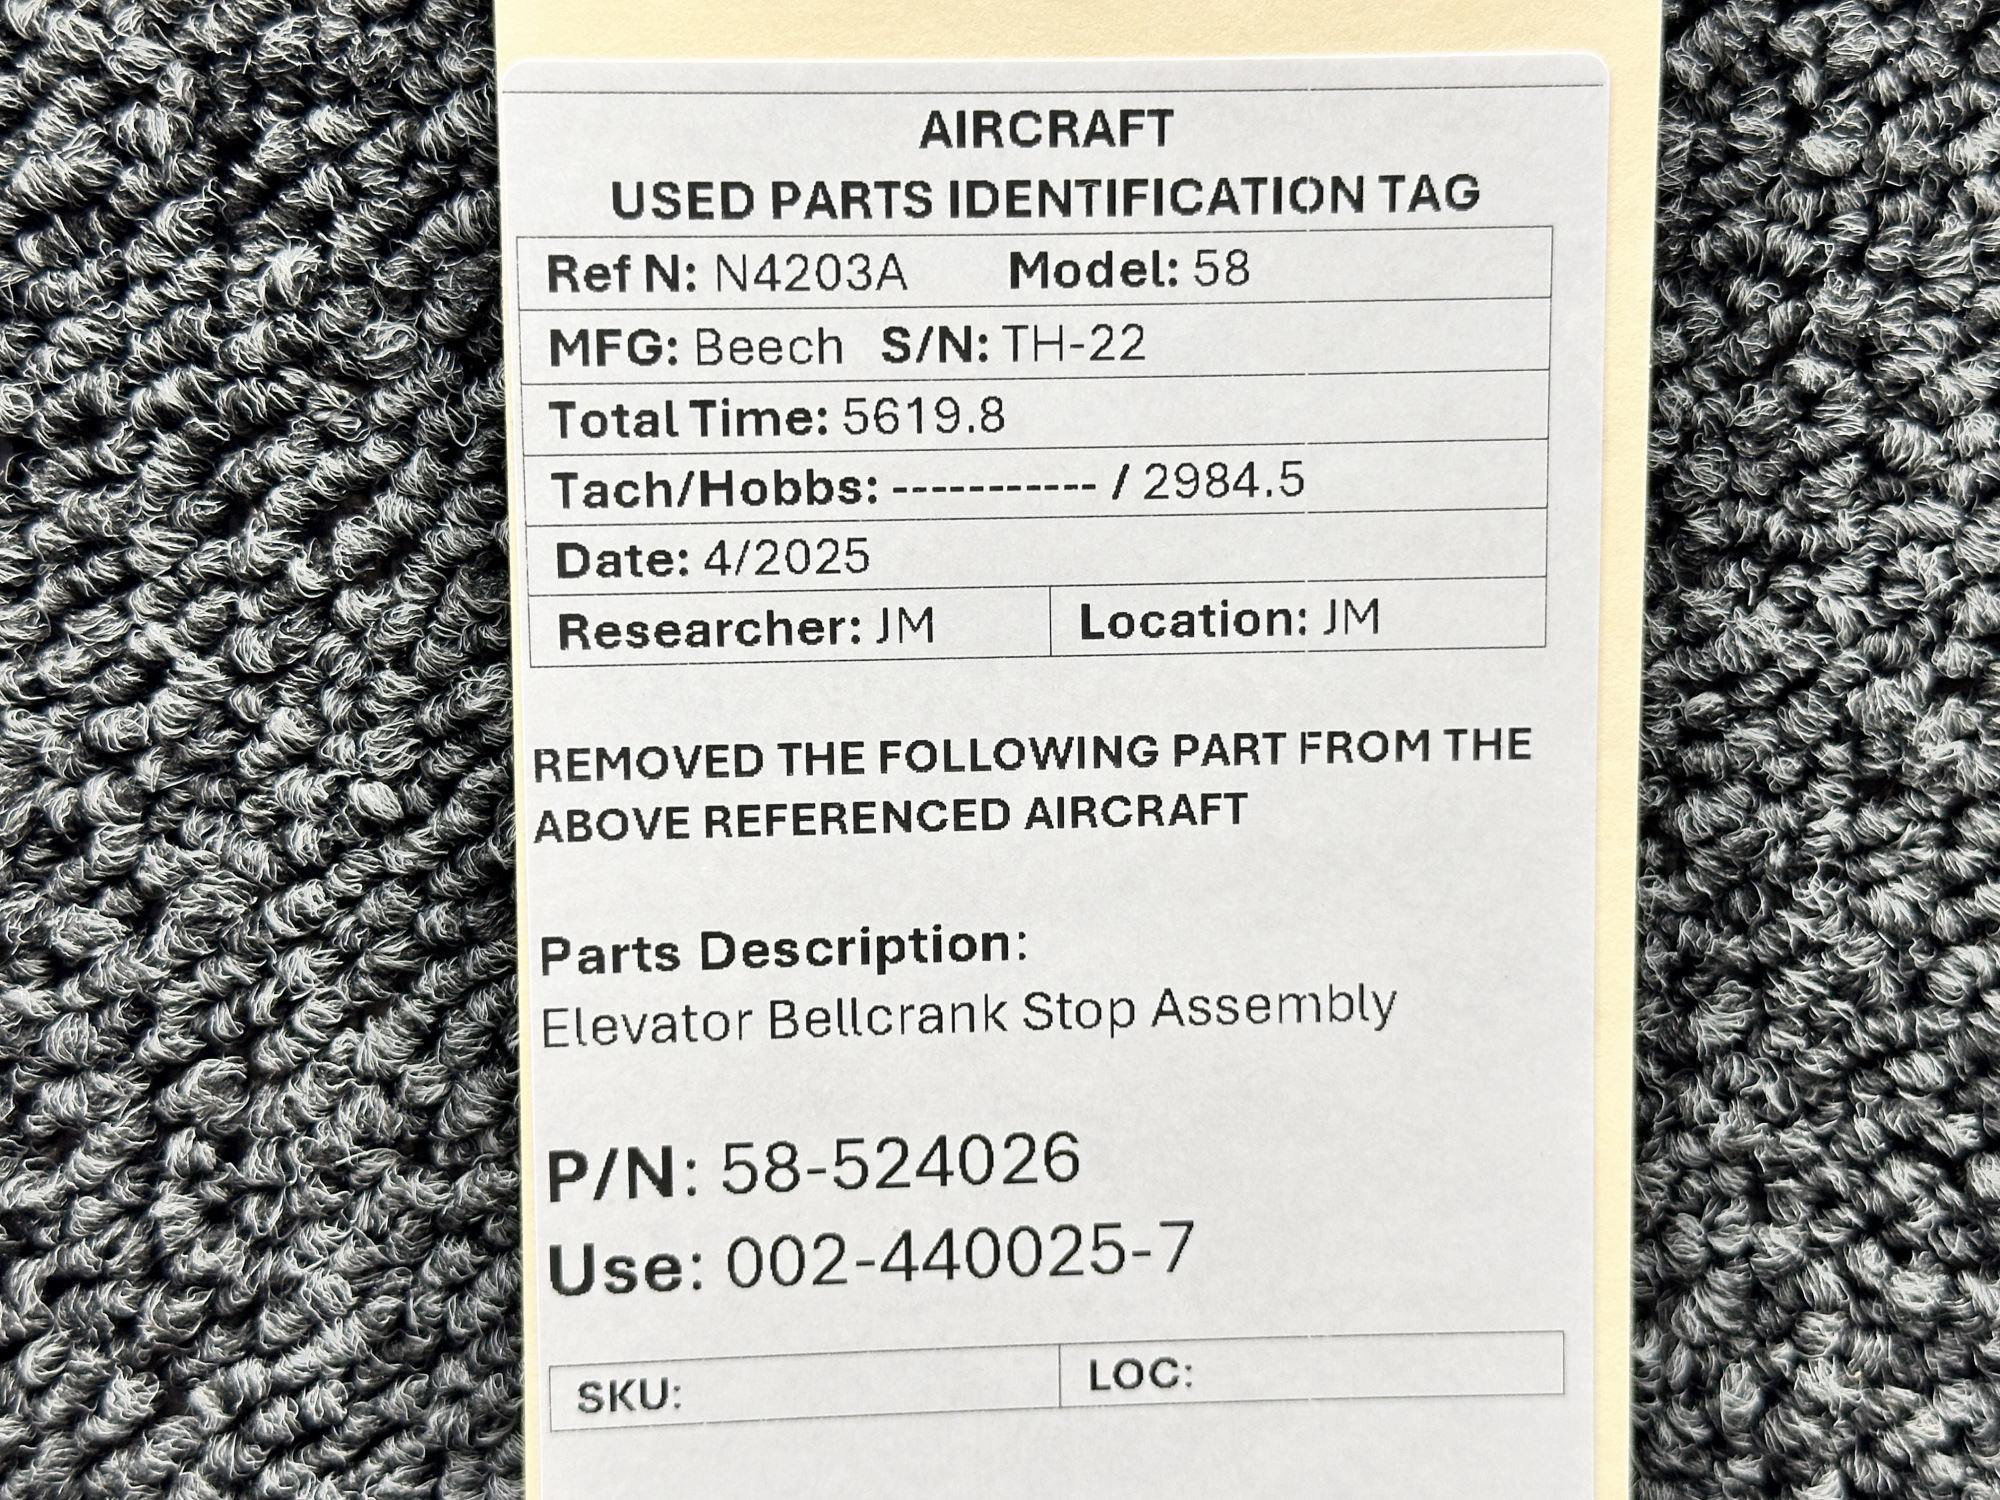 AIRCRAFT
USED PARTS IDENTIFICATION TAG
Ref N: N4203A Model: 58
MFG: Beech S/N: TH-22
Total Time: 5619.8
Tach/Hobbs: ----------- / 2984.5
Date: 4/2025
Researcher: JM Location: JM
REMOVED THE FOLLOWING PART FROM THE
ABOVE REFERENCED AIRCRAFT
Parts Description:
Elevator Bellcrank Stop Assembly
P/N: 58-524026
Use: 002-440025-7
SKU: LOC: